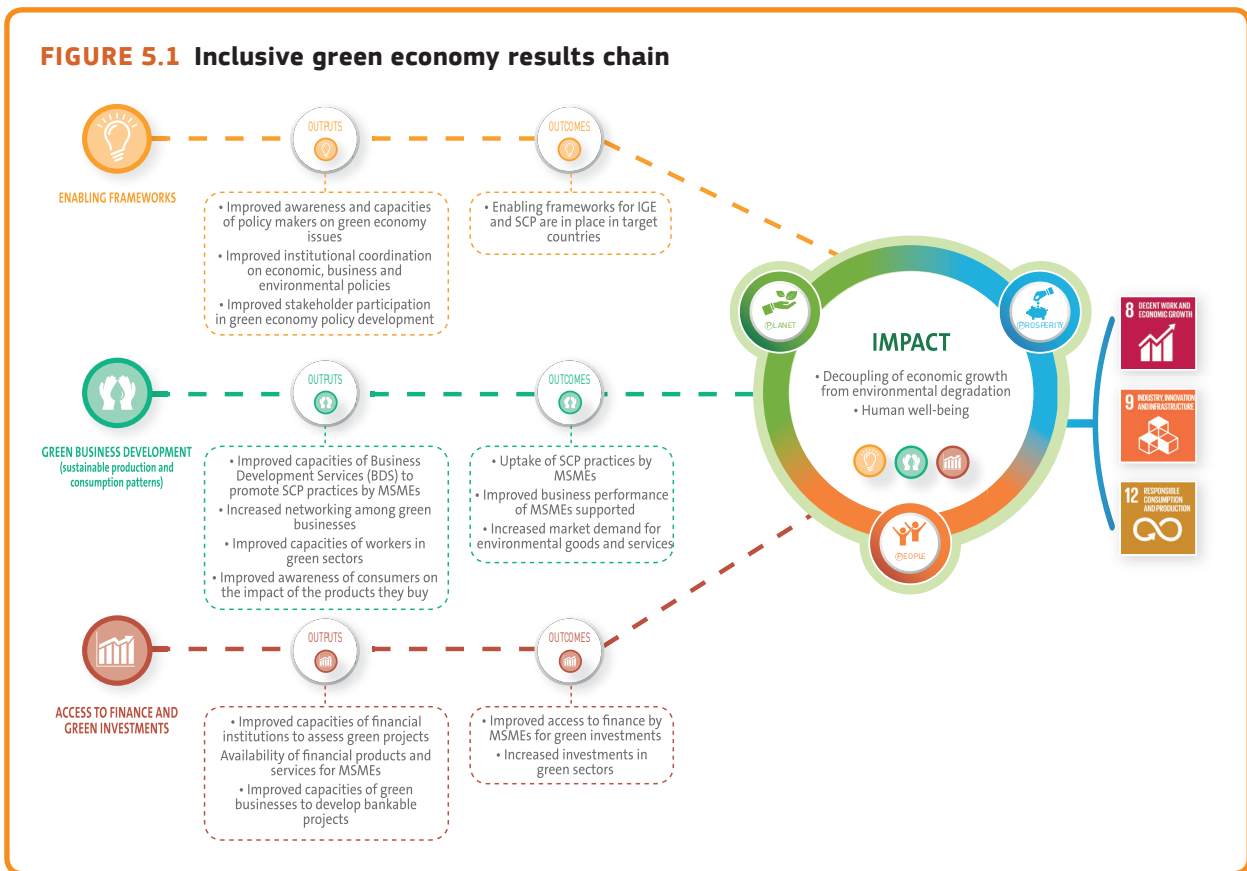 FIGURE 5.1 Inclusive green economy results chain
ENABLING FRAMEWORKS
OUTPUTS
• Improved awareness and capacities
of policy makers on green economy
issues
• Improved institutional coordination
on economic, business and
environmental policies
• Improved stakeholder participation
in green economy policy development
OUTCOMES
• Enabling frameworks for IGE
and SCP are in place in target
countries
GREEN BUSINESS DEVELOPMENT
(sustainable production and
consumption patterns)
OUTPUTS
• Improved capacities of Business
Development Services (BDS) to
promote SCP practices by MSMEs
• Increased networking among green
businesses
• Improved capacities of workers in
green sectors
• Improved awareness of consumers on
the impact of the products they buy
OUTCOMES
• Uptake of SCP practices by
MSMEs
• Improved business performance
of MSMEs supported
• Increased market demand for
environmental goods and services
ACCESS TO FINANCE AND
GREEN INVESTMENTS
OUTPUTS
• Improved capacities of financial
institutions to assess green projects
Availability of financial products and
services for MSMEs
• Improved capacities of green
businesses to develop bankable
projects
OUTCOMES
• Improved access to finance by
MSMEs for green investments
• Increased investments in
green sectors
PLANET
PROSPERITY
IMPACT
• Decoupling of economic growth
from environmental degradation
• Human well-being
PEOPLE
8 DECENT WORK AND
ECONOMIC GROWTH
9 INDUSTRY, INNOVATION
AND INFRASTRUCTURE
12 RESPONSIBLE
CONSUMPTION
AND PRODUCTION